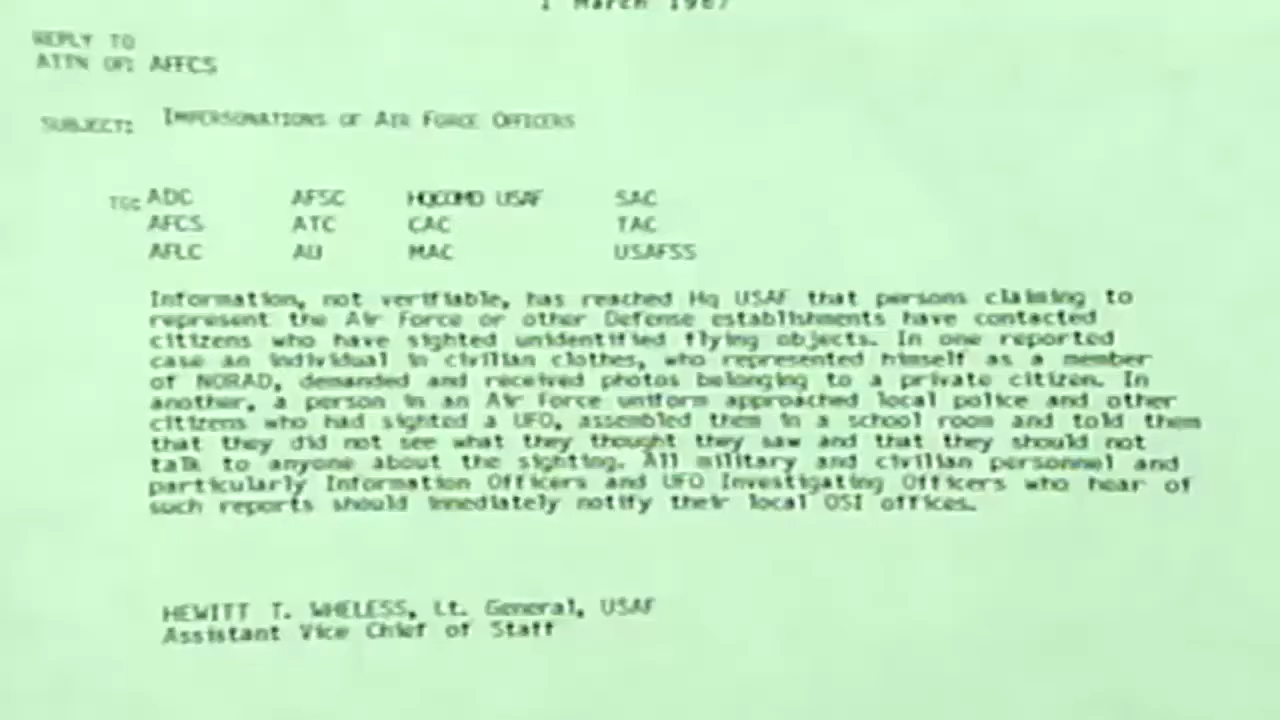 1 March 1967
REPLY TO
ATTN OF: AFFCS
SUBJECT: IMPERSONATIONS OF AIR FORCE OFFICERS
TO: ADC AFSC HQCOMD USAF SAC
AFCS ATC CAC TAC
AFLC AU MAC USAFSS
Information, not verifiable, has reached Hq USAF that persons claiming to
represent the Air Force or other Defense establishments have contacted
citizens who have sighted unidentified flying objects. In one reported
case an individual in civilian clothes, who represented himself as a member
of NORAD, demanded and received photos belonging to a private citizen. In
another, a person in an Air Force uniform approached local police and other
citizens who had sighted a UFO, assembled them in a school room and told them
that they did not see what they thought they saw and that they should not
talk to anyone about the sighting. All military and civilian personnel and
particularly Information Officers and UFO Investigating Officers who hear of
such reports should immediately notify their local OSI offices.
HEWITT T. WHELESS, Lt. General, USAF
Assistant Vice Chief of Staff